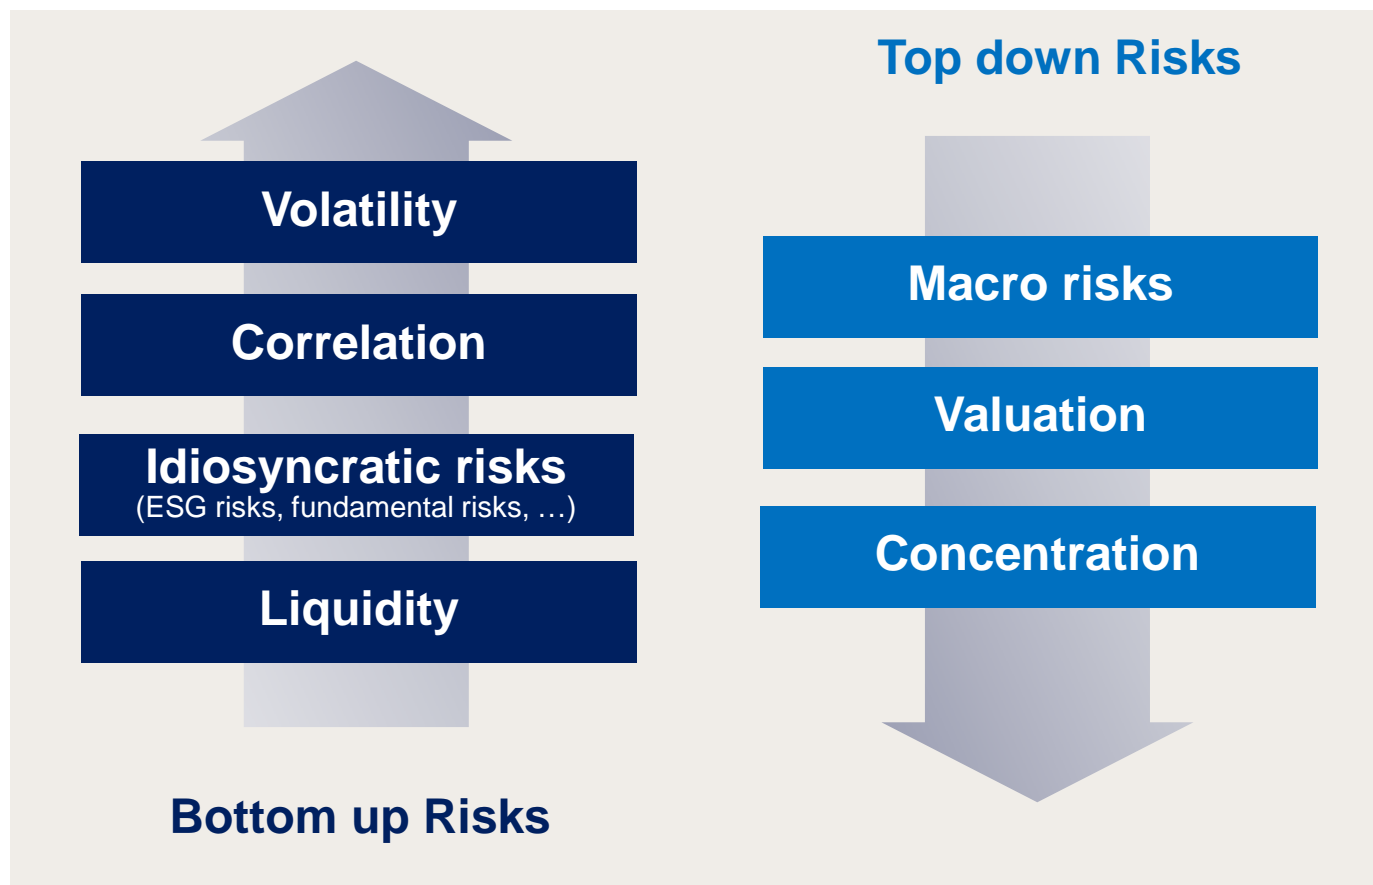 Volatility
Correlation
Idiosyncratic risks
(ESG risks, fundamental risks, …)
Liquidity
Bottom up Risks
Top down Risks
Macro risks
Valuation
Concentration